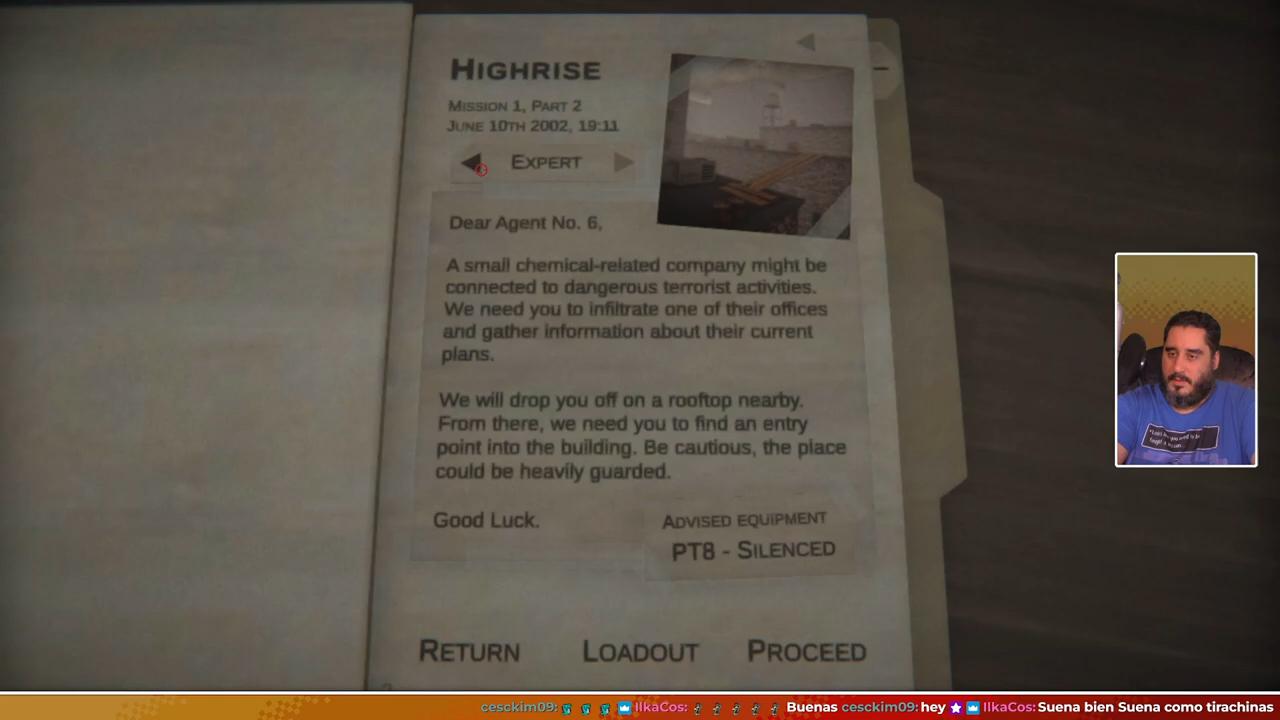 HIGHRISE
MISSION 1, PART 2
JUNE 10TH 2002, 19:11
EXPERT
Dear Agent No. 6,
A small chemical-related company might be
connected to dangerous terrorist activities.
We need you to infiltrate one of their offices
and gather information about their current
plans.
We will drop you off on a rooftop nearby.
From there, we need you to find an entry
point into the building. Be cautious, the place
could be heavily guarded.
Good Luck.
ADVISED EQUIPMENT
PT8 - SILENCED
RETURN LOADOUT PROCEED
cesckim09: IlkaCos: Buenas cesckim09: hey IlkaCos: Suena bien Suena como tirachinas